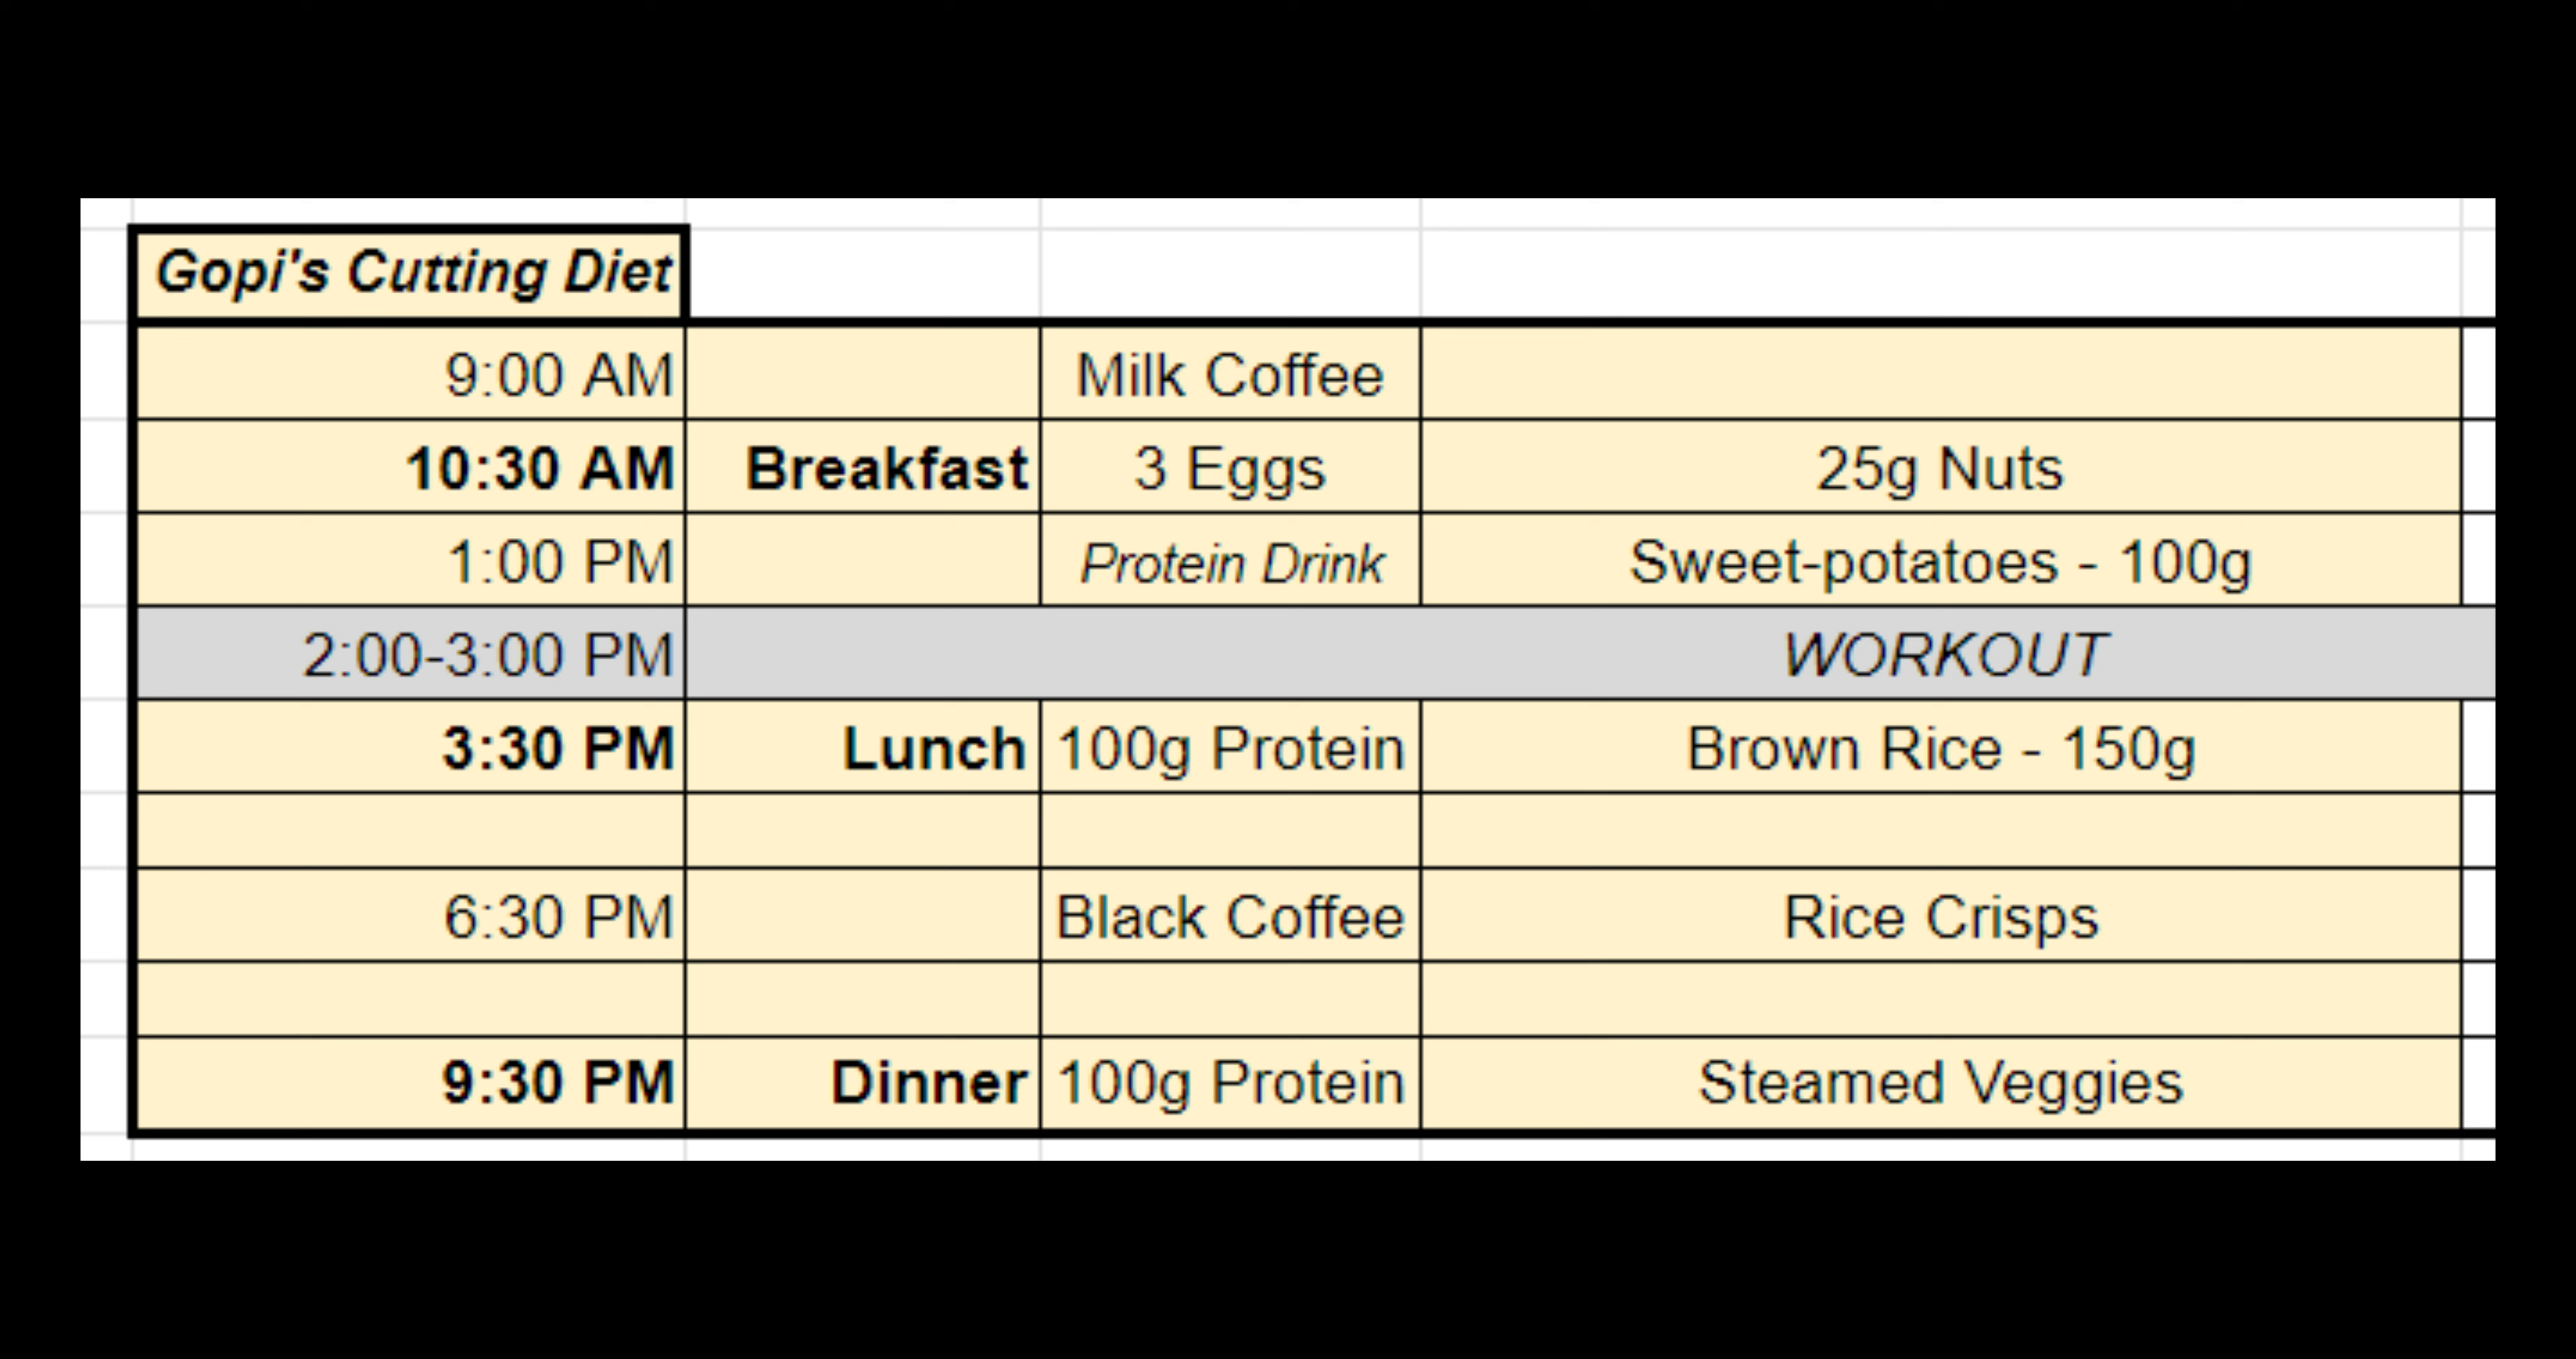 Gopi's Cutting Diet
9:00 AM Milk Coffee
10:30 AM Breakfast 3 Eggs 25g Nuts
1:00 PM Protein Drink Sweet-potatoes - 100g
2:00-3:00 PM WORKOUT
3:30 PM Lunch 100g Protein Brown Rice - 150g
6:30 PM Black Coffee Rice Crisps
9:30 PM Dinner 100g Protein Steamed Veggies